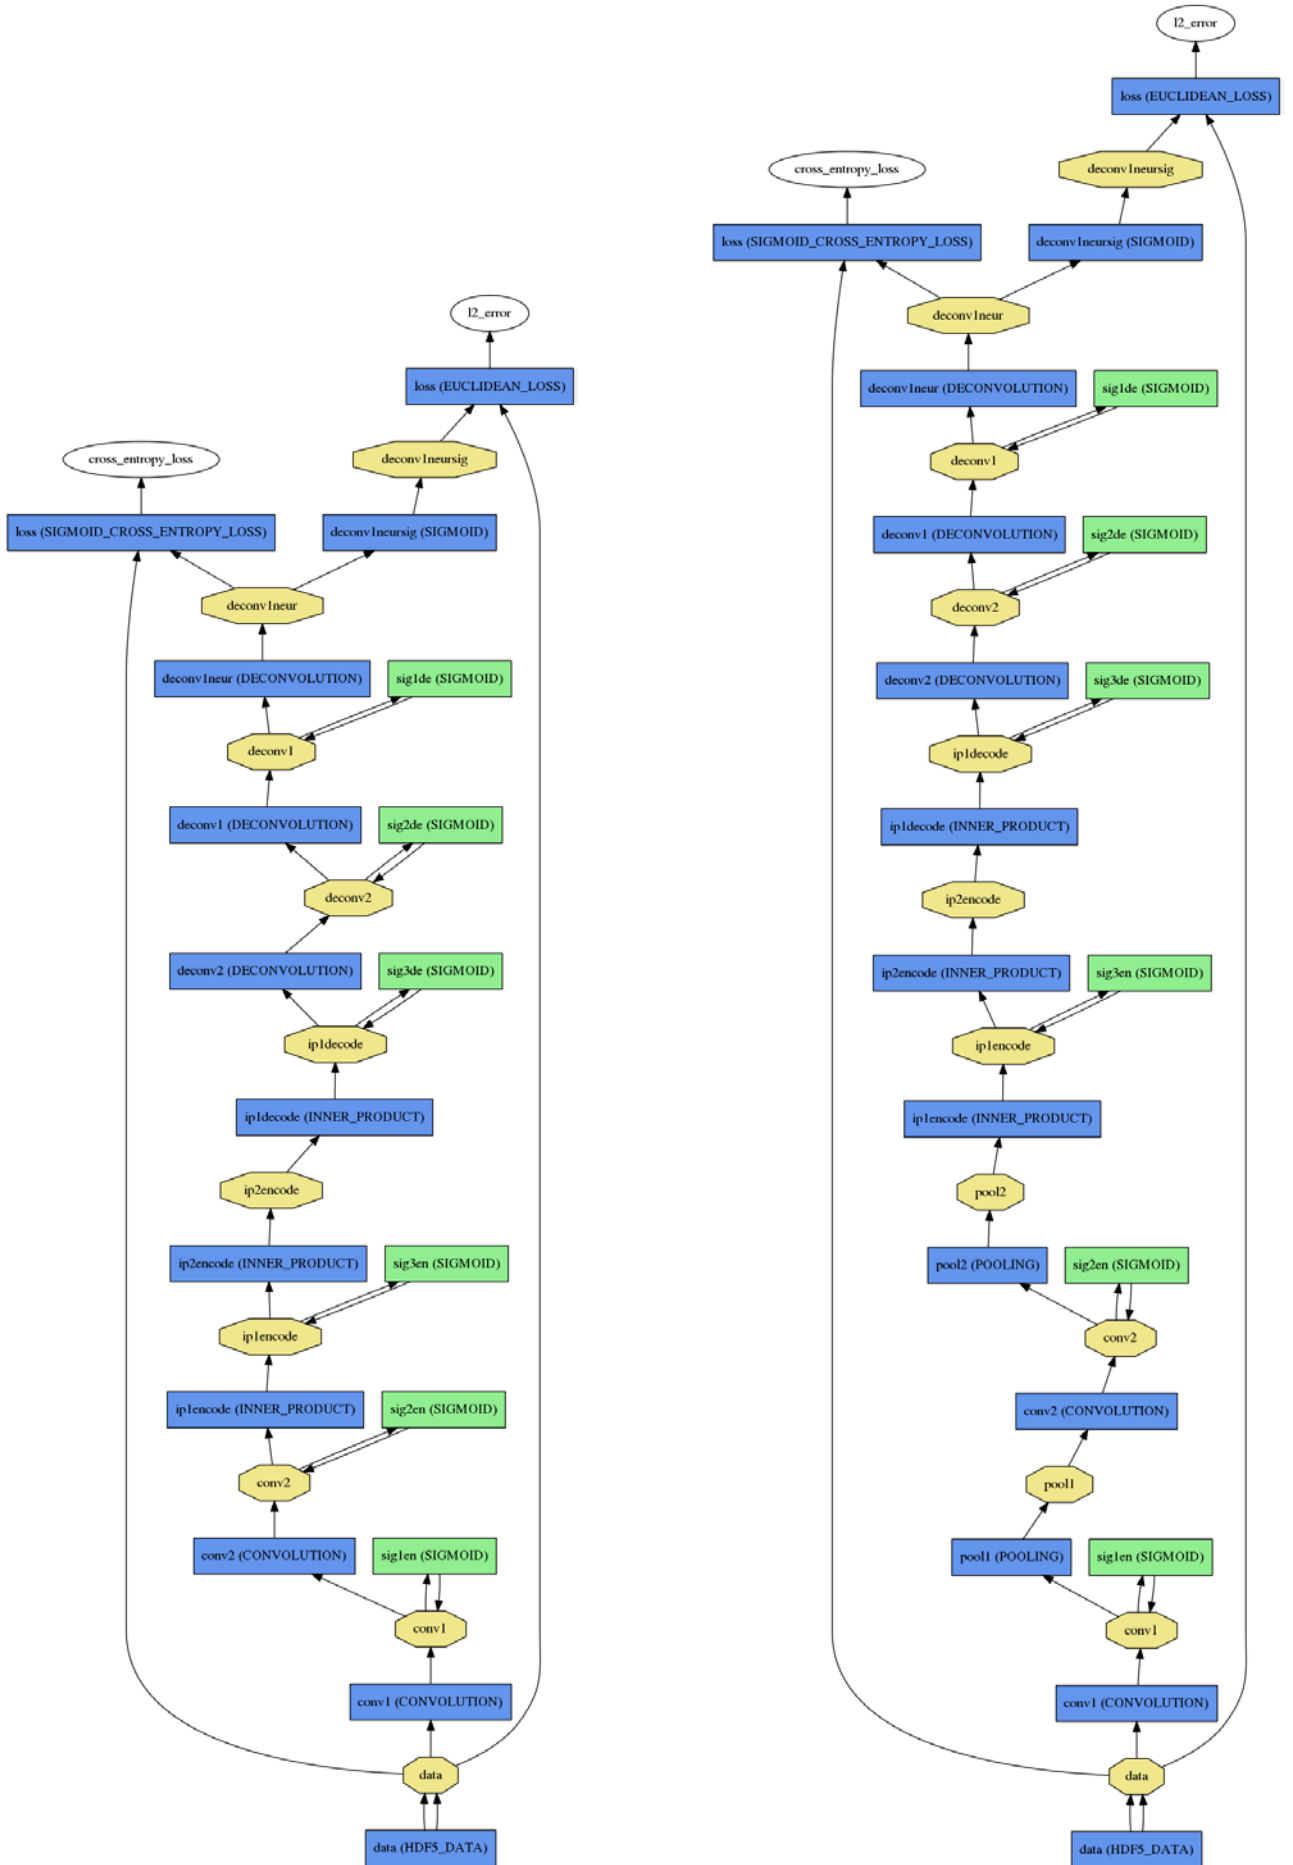 l2_error
loss (EUCLIDEAN_LOSS)
cross_entropy_loss
deconv1neursig
loss (SIGMOID_CROSS_ENTROPY_LOSS)
deconv1neursig (SIGMOID)
deconv1neur
deconv1neur (DECONVOLUTION)
sig1de (SIGMOID)
deconv1
deconv1 (DECONVOLUTION)
sig2de (SIGMOID)
deconv2
deconv2 (DECONVOLUTION)
sig3de (SIGMOID)
ip1decode
ip1decode (INNER_PRODUCT)
ip2encode
ip2encode (INNER_PRODUCT)
sig3en (SIGMOID)
ip1encode
ip1encode (INNER_PRODUCT)
sig2en (SIGMOID)
conv2
conv2 (CONVOLUTION)
sig1en (SIGMOID)
conv1
conv1 (CONVOLUTION)
data
data (HDF5_DATA)
l2_error
loss (EUCLIDEAN_LOSS)
cross_entropy_loss
deconv1neursig
loss (SIGMOID_CROSS_ENTROPY_LOSS)
deconv1neursig (SIGMOID)
deconv1neur
deconv1neur (DECONVOLUTION)
sig1de (SIGMOID)
deconv1
deconv1 (DECONVOLUTION)
sig2de (SIGMOID)
deconv2
deconv2 (DECONVOLUTION)
sig3de (SIGMOID)
ip1decode
ip1decode (INNER_PRODUCT)
ip2encode
ip2encode (INNER_PRODUCT)
sig3en (SIGMOID)
ip1encode
ip1encode (INNER_PRODUCT)
pool2
pool2 (POOLING)
sig2en (SIGMOID)
conv2
conv2 (CONVOLUTION)
pool1
pool1 (POOLING)
sig1en (SIGMOID)
conv1
conv1 (CONVOLUTION)
data
data (HDF5_DATA)